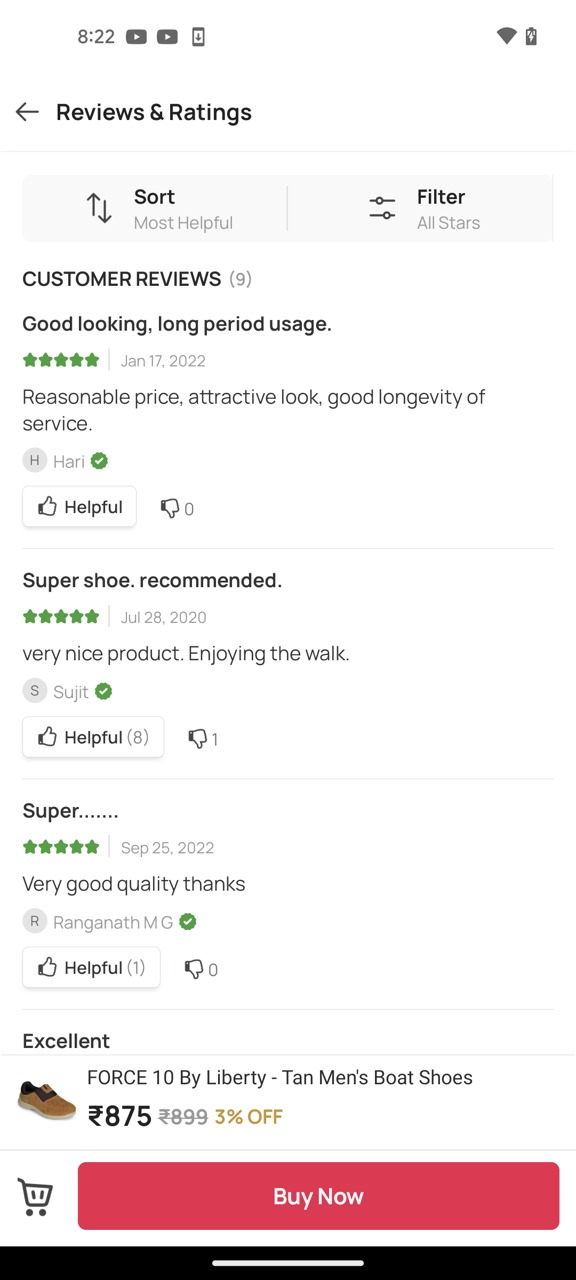 8:22
Reviews & Ratings
Sort
Most Helpful
Filter
All Stars
CUSTOMER REVIEWS (9)
Good looking, long period usage.
Jan 17, 2022
Reasonable price, attractive look, good longevity of
service.
H Hari
Helpful 0
Super shoe. recommended.
Jul 28, 2020
very nice product. Enjoying the walk.
S Sujit
Helpful (8) 1
Super.......
Sep 25, 2022
Very good quality thanks
R Ranganath M G
Helpful (1) 0
Excellent
FORCE 10 By Liberty - Tan Men's Boat Shoes
₹875 ₹899 3% OFF
Buy Now